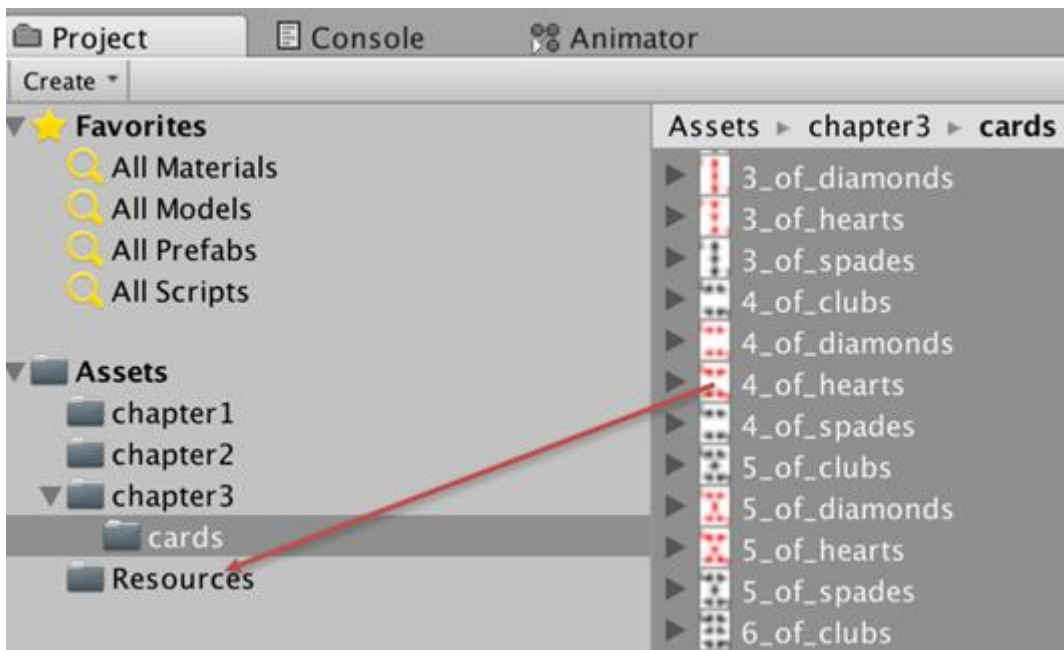 Project Console Animator
Create
Favorites
All Materials
All Models
All Prefabs
All Scripts
Assets
chapter1
chapter2
chapter3
cards
Resources
Assets chapter3 cards
3_of_diamonds
3_of_hearts
3_of_spades
4_of_clubs
4_of_diamonds
4_of_hearts
4_of_spades
5_of_clubs
5_of_diamonds
5_of_hearts
5_of_spades
6_of_clubs